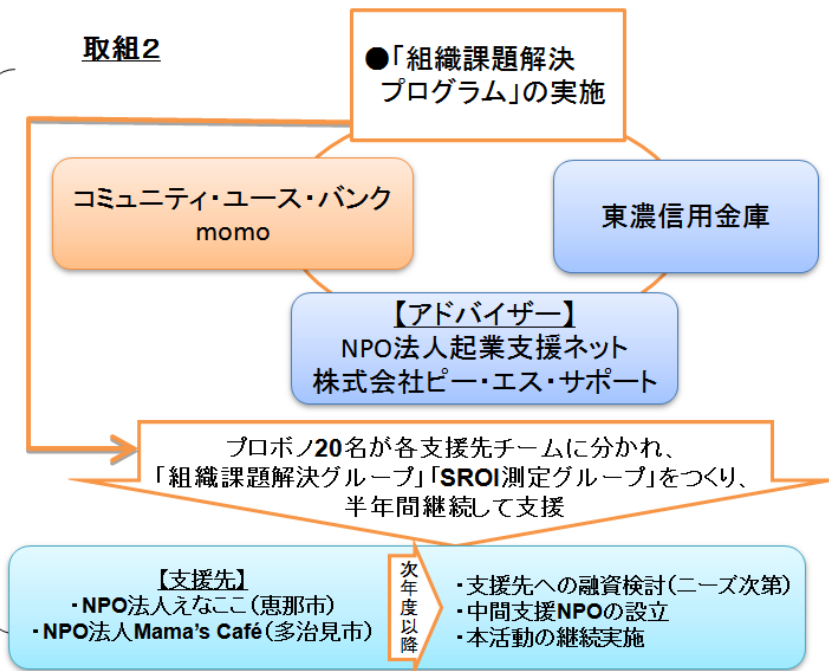 取組2
●「組織課題解決
プログラム」の実施
コミュニティ・ユース・バンク
momo
東濃信用金庫
【アドバイザー】
NPO法人起業支援ネット
株式会社ピー・エス・サポート
プロボノ20名が各支援先チームに分かれ、
「組織課題解決グループ」「SROI測定グループ」をつくり、
半年間継続して支援
【支援先】
・NPO法人えなここ(恵那市)
・NPO法人Mama's Café(多治見市)
次年度以降
・支援先への融資検討(ニーズ次第)
・中間支援NPOの設立
・本活動の継続実施